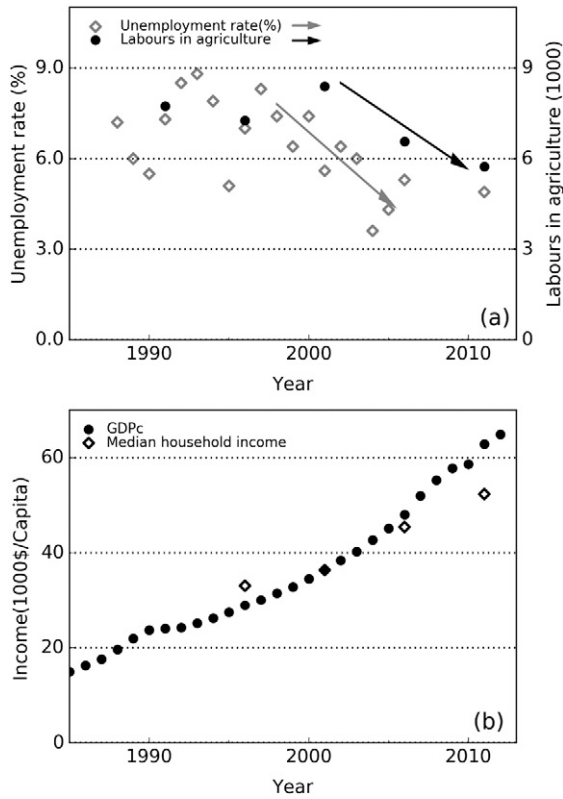 Unemployment rate(%)
Labours in agriculture
9.0
6.0
3.0
0.0
9
6
3
0
Unemployment rate (%)
Labours in agriculture (1000)
(a)
1990
2000
2010
Year
GDPc
Median household income
60
40
20
0
Income(1000$/Capita)
(b)
1990
2000
2010
Year